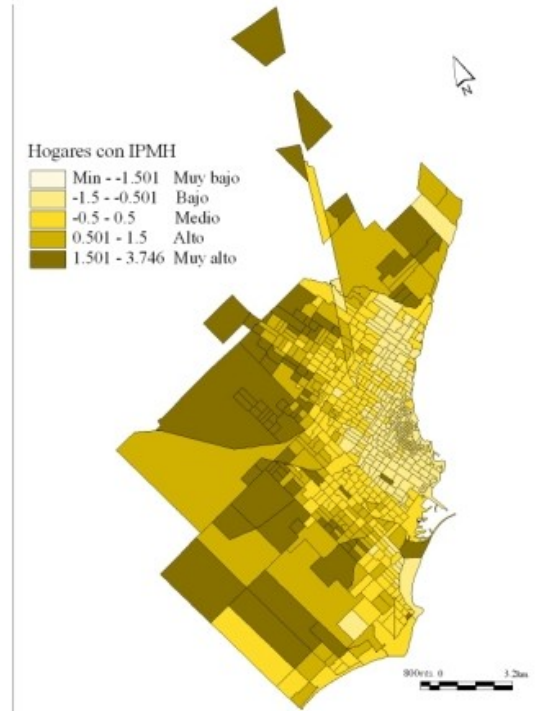 N
Hogares con IPMH
Min - -1.501 Muy bajo
-1.5 - -0.501 Bajo
-0.5 - 0.5 Medio
0.501 - 1.5 Alto
1.501 - 3.746 Muy alto
800m 0 3.2km